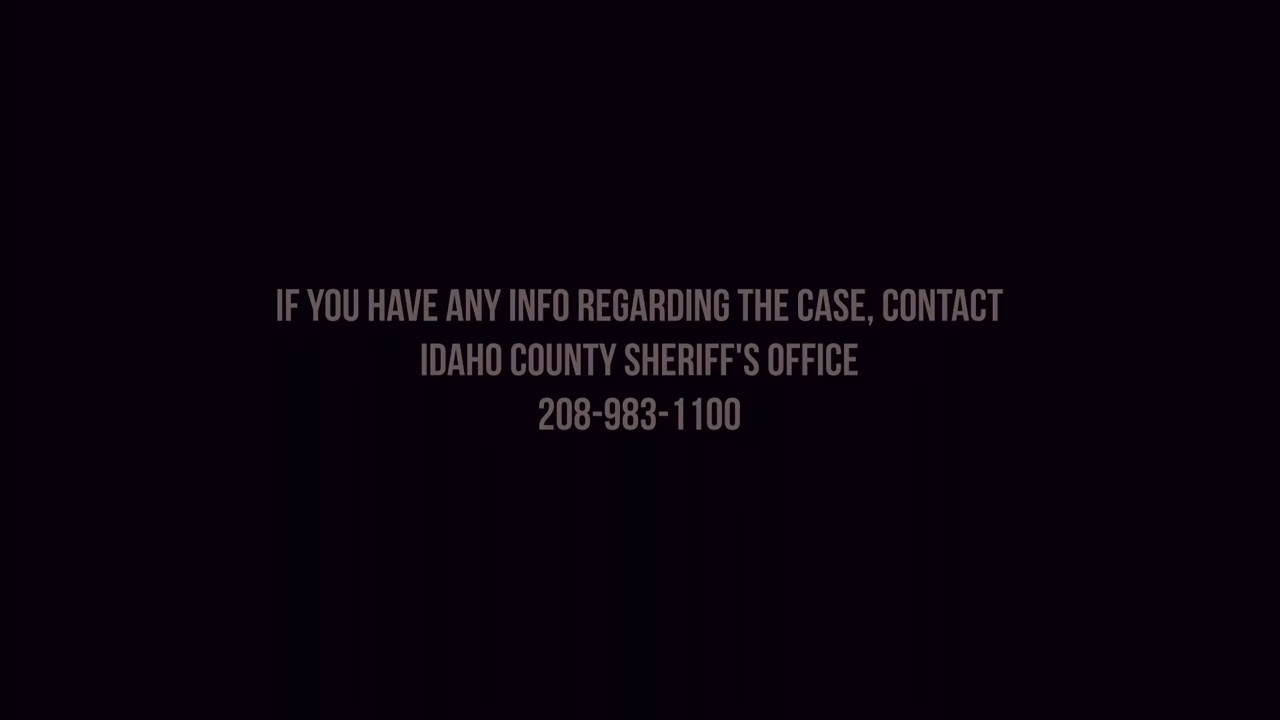 IF YOU HAVE ANY INFO REGARDING THE CASE, CONTACT
IDAHO COUNTY SHERIFF'S OFFICE
208-983-1100